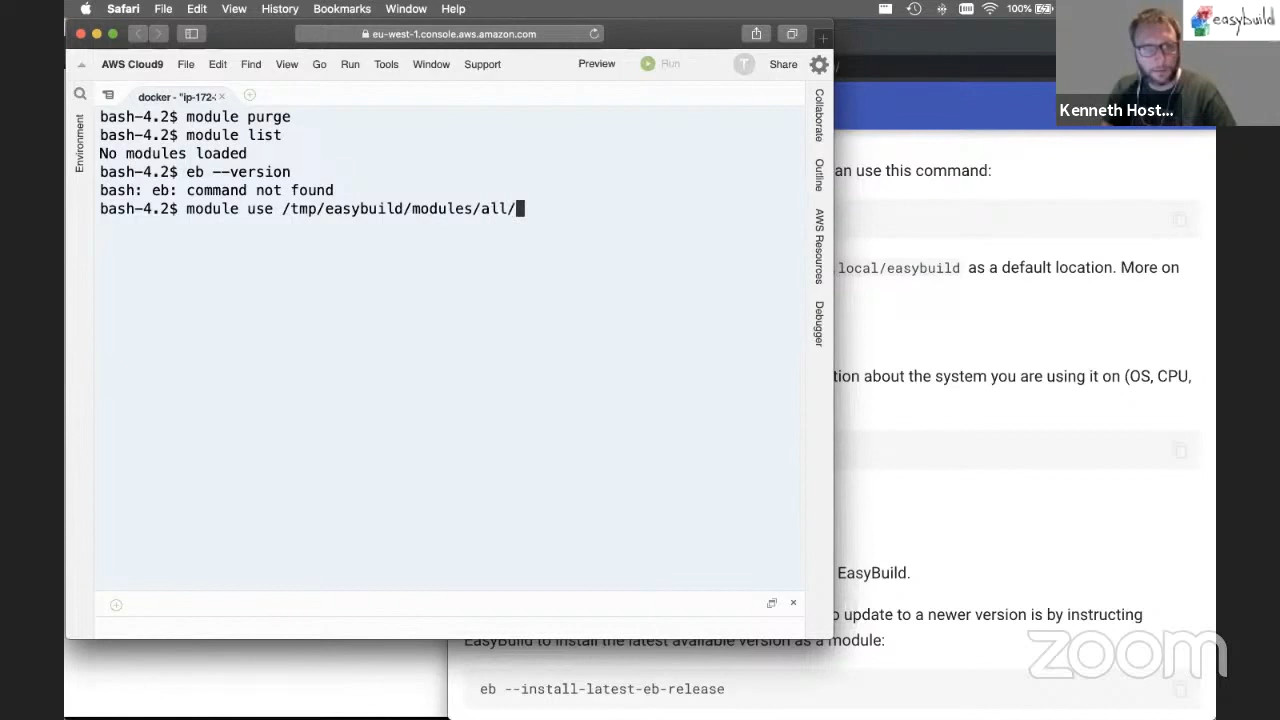 Safari File Edit View History Bookmarks Window Help
100%
eu-west-1.console.aws.amazon.com
easybuild
AWS Cloud9 File Edit Find View Go Run Tools Window Support Preview Run T Share
docker - "ip-172-
Kenneth Host...
Environment
Collaborate
Outline
AWS Resources
Debugger
bash-4.2$ module purge
bash-4.2$ module list
No modules loaded
bash-4.2$ eb --version
bash: eb: command not found
bash-4.2$ module use /tmp/easybuild/modules/all/
an use this command:
.local/easybuild as a default location. More on
tion about the system you are using it on (OS, CPU,
EasyBuild.
o update to a newer version is by instructing
EasyBuild to install the latest available version as a module:
eb --install-latest-eb-release
zoom